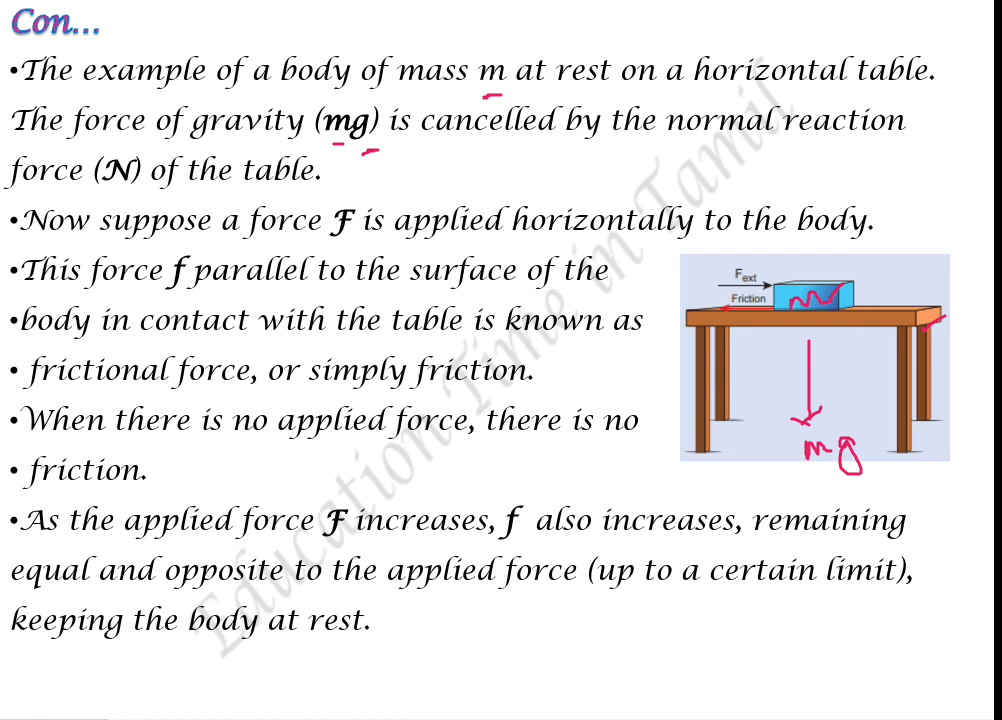 Con...
•The example of a body of mass m at rest on a horizontal table.
The force of gravity (mg) is cancelled by the normal reaction
force (N) of the table.
•Now suppose a force F is applied horizontally to the body.
•This force f parallel to the surface of the
•body in contact with the table is known as
• frictional force, or simply friction.
•When there is no applied force, there is no
• friction.
•As the applied force F increases, f also increases, remaining
equal and opposite to the applied force (up to a certain limit),
keeping the body at rest.
Fext
Friction
m
mg
Education Time in Tamil